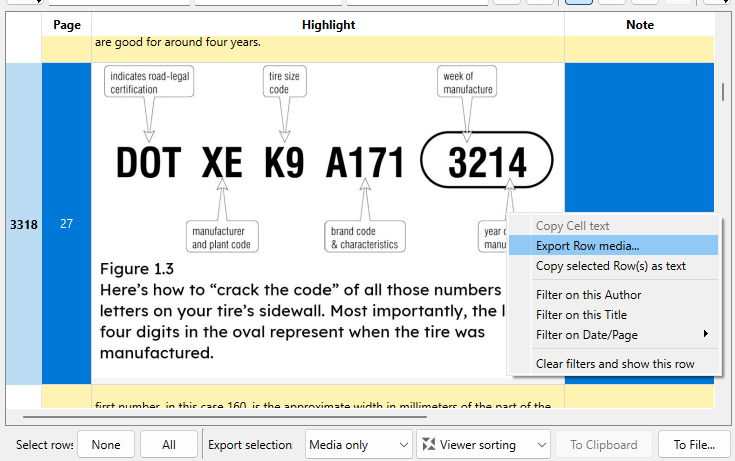 Page Highlight Note
are good for around four years.
indicates road-legal
certification
tire size
code
week of
manufacture
DOT XE K9 A171 3214
manufacturer
and plant code
brand code
& characteristics
year
manu
3318 27
Figure 1.3
Here's how to “crack the code” of all those numbers
letters on your tire's sidewall. Most importantly, the l
four digits in the oval represent when the tire was
manufactured.
Copy Cell text
Export Row media...
Copy selected Row(s) as text
Filter on this Author
Filter on this Title
Filter on Date/Page
Clear filters and show this row
first number, in this case 160, is the approximate width in millimeters of the part of the
Select rows None All Export selection Media only Viewer sorting To Clipboard To File...